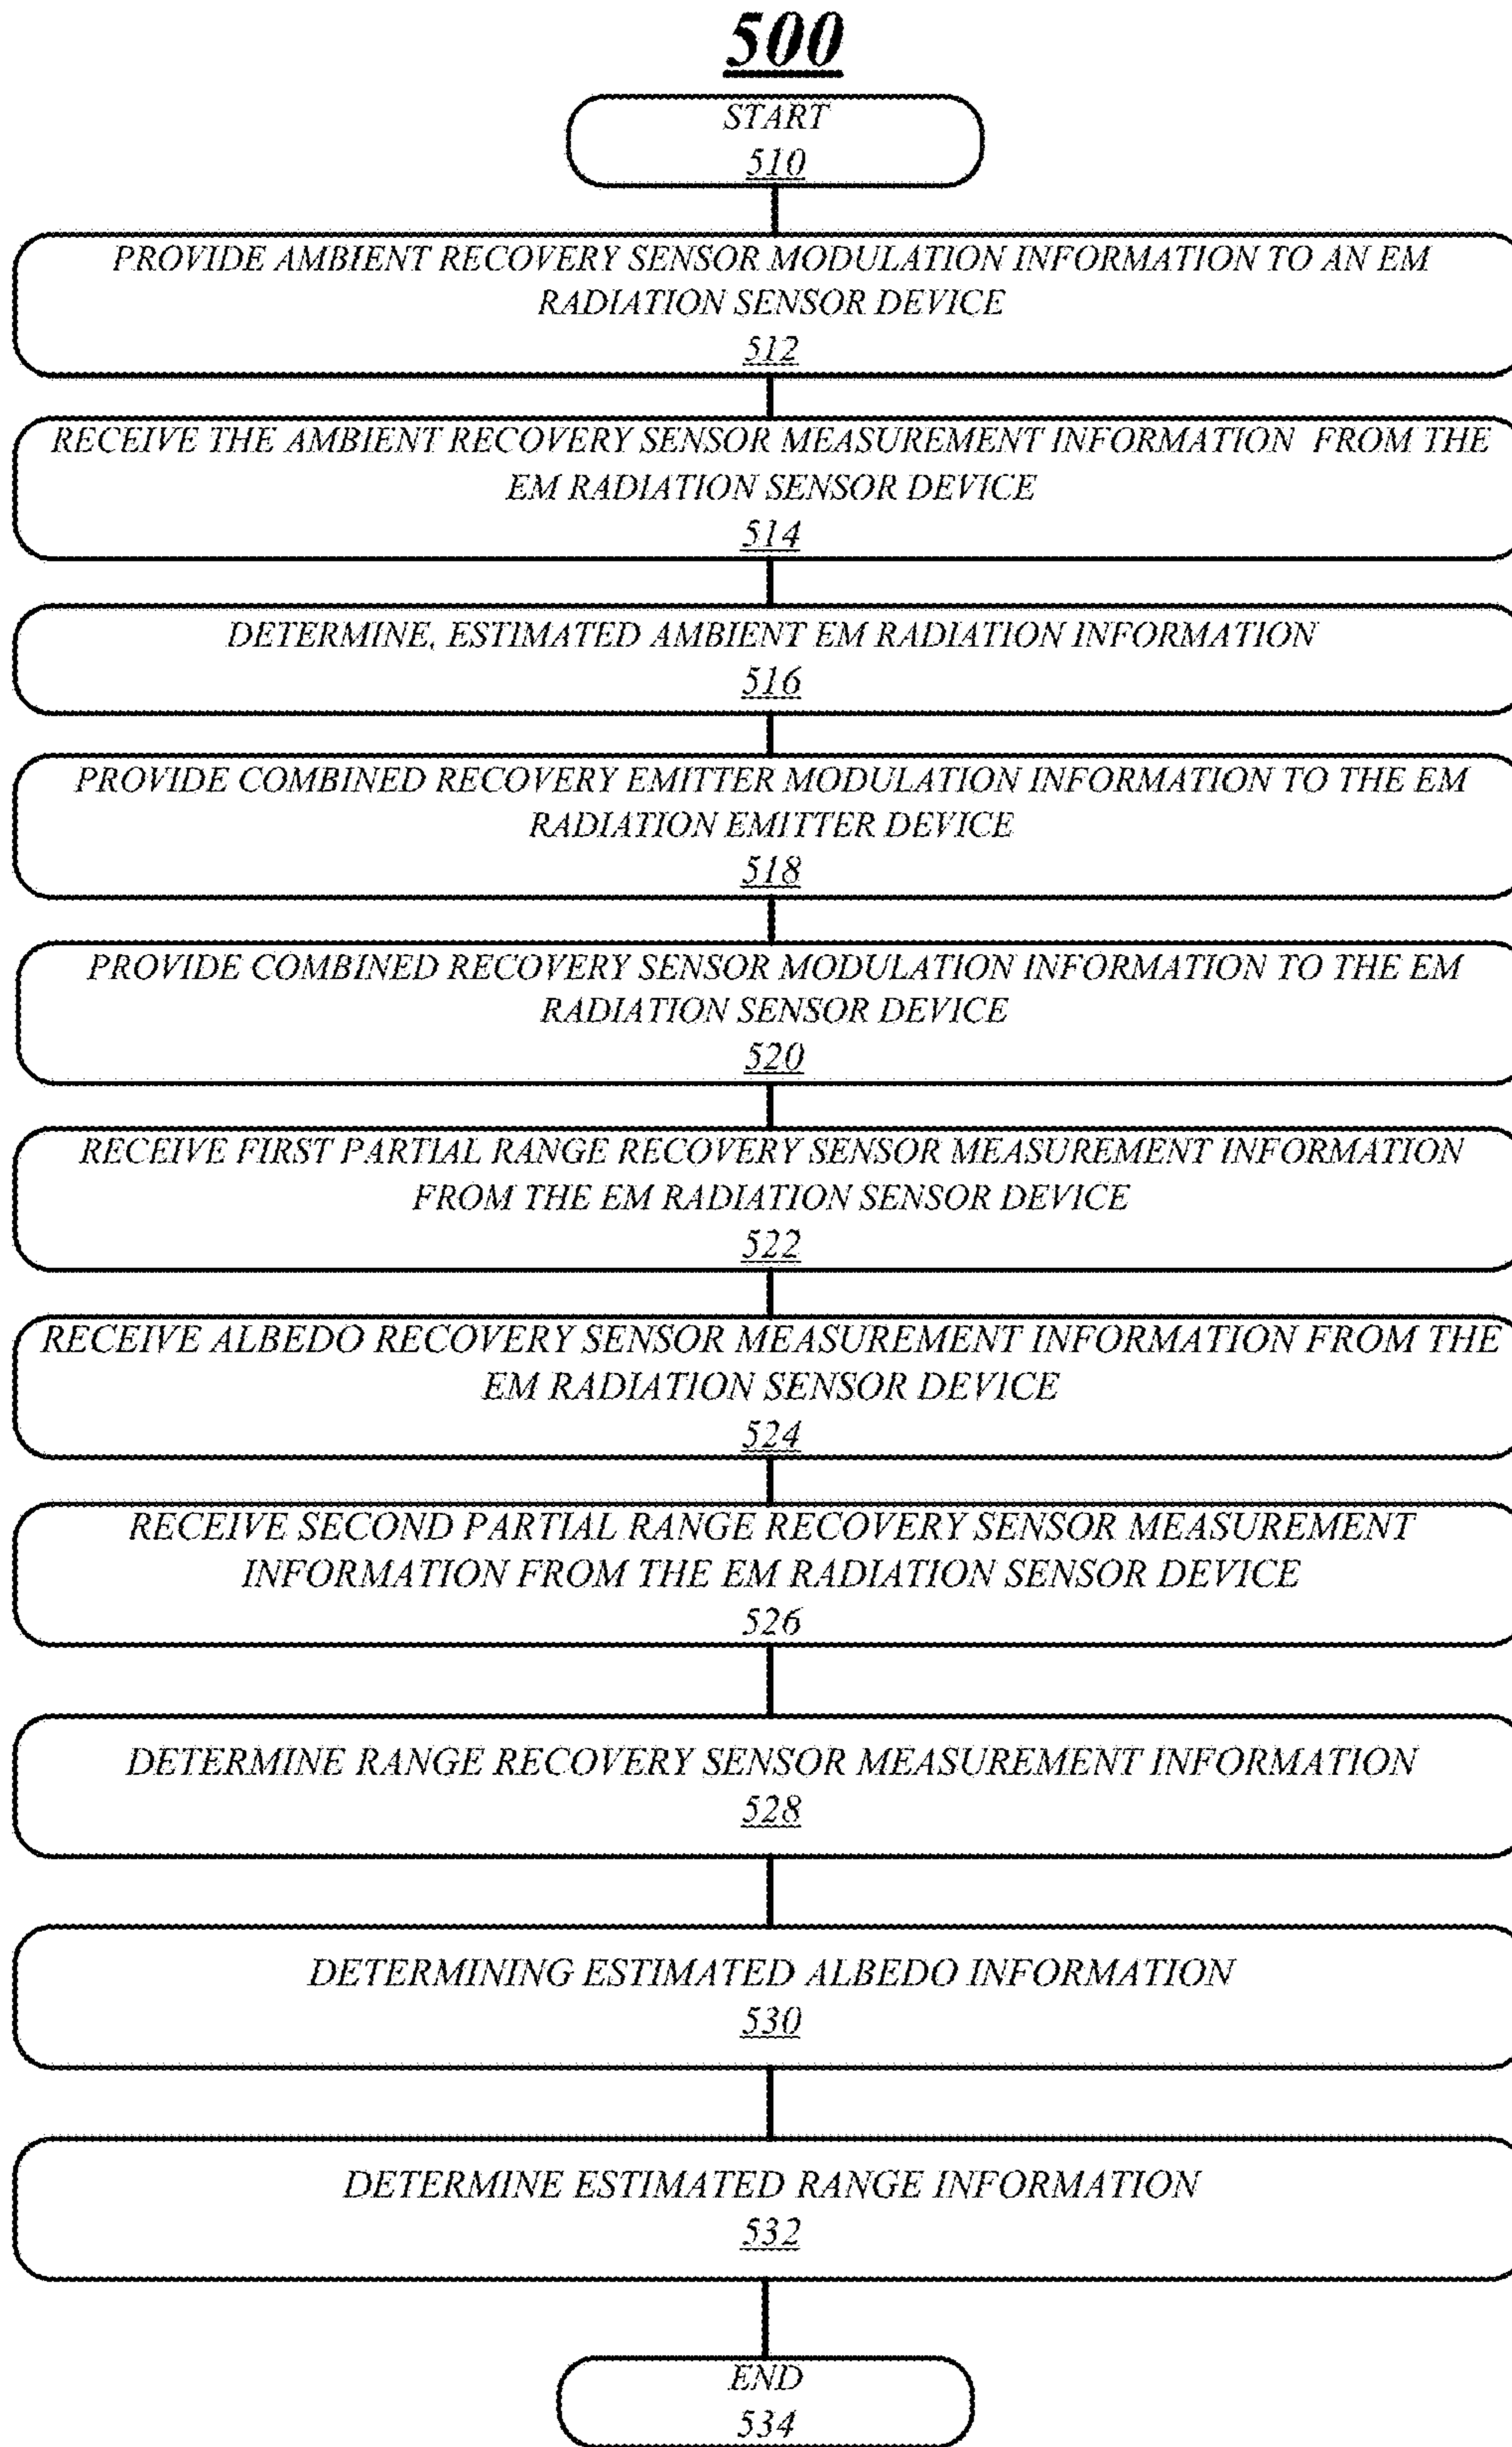 500
START
510
PROVIDE AMBIENT RECOVERY SENSOR MODULATION INFORMATION TO AN EM
RADIATION SENSOR DEVICE
512
RECEIVE THE AMBIENT RECOVERY SENSOR MEASUREMENT INFORMATION FROM THE
EM RADIATION SENSOR DEVICE
514
DETERMINE, ESTIMATED AMBIENT EM RADIATION INFORMATION
516
PROVIDE COMBINED RECOVERY EMITTER MODULATION INFORMATION TO THE EM
RADIATION EMITTER DEVICE
518
PROVIDE COMBINED RECOVERY SENSOR MODULATION INFORMATION TO THE EM
RADIATION SENSOR DEVICE
520
RECEIVE FIRST PARTIAL RANGE RECOVERY SENSOR MEASUREMENT INFORMATION
FROM THE EM RADIATION SENSOR DEVICE
522
RECEIVE ALBEDO RECOVERY SENSOR MEASUREMENT INFORMATION FROM THE
EM RADIATION SENSOR DEVICE
524
RECEIVE SECOND PARTIAL RANGE RECOVERY SENSOR MEASUREMENT
INFORMATION FROM THE EM RADIATION SENSOR DEVICE
526
DETERMINE RANGE RECOVERY SENSOR MEASUREMENT INFORMATION
528
DETERMINING ESTIMATED ALBEDO INFORMATION
530
DETERMINE ESTIMATED RANGE INFORMATION
532
END
534